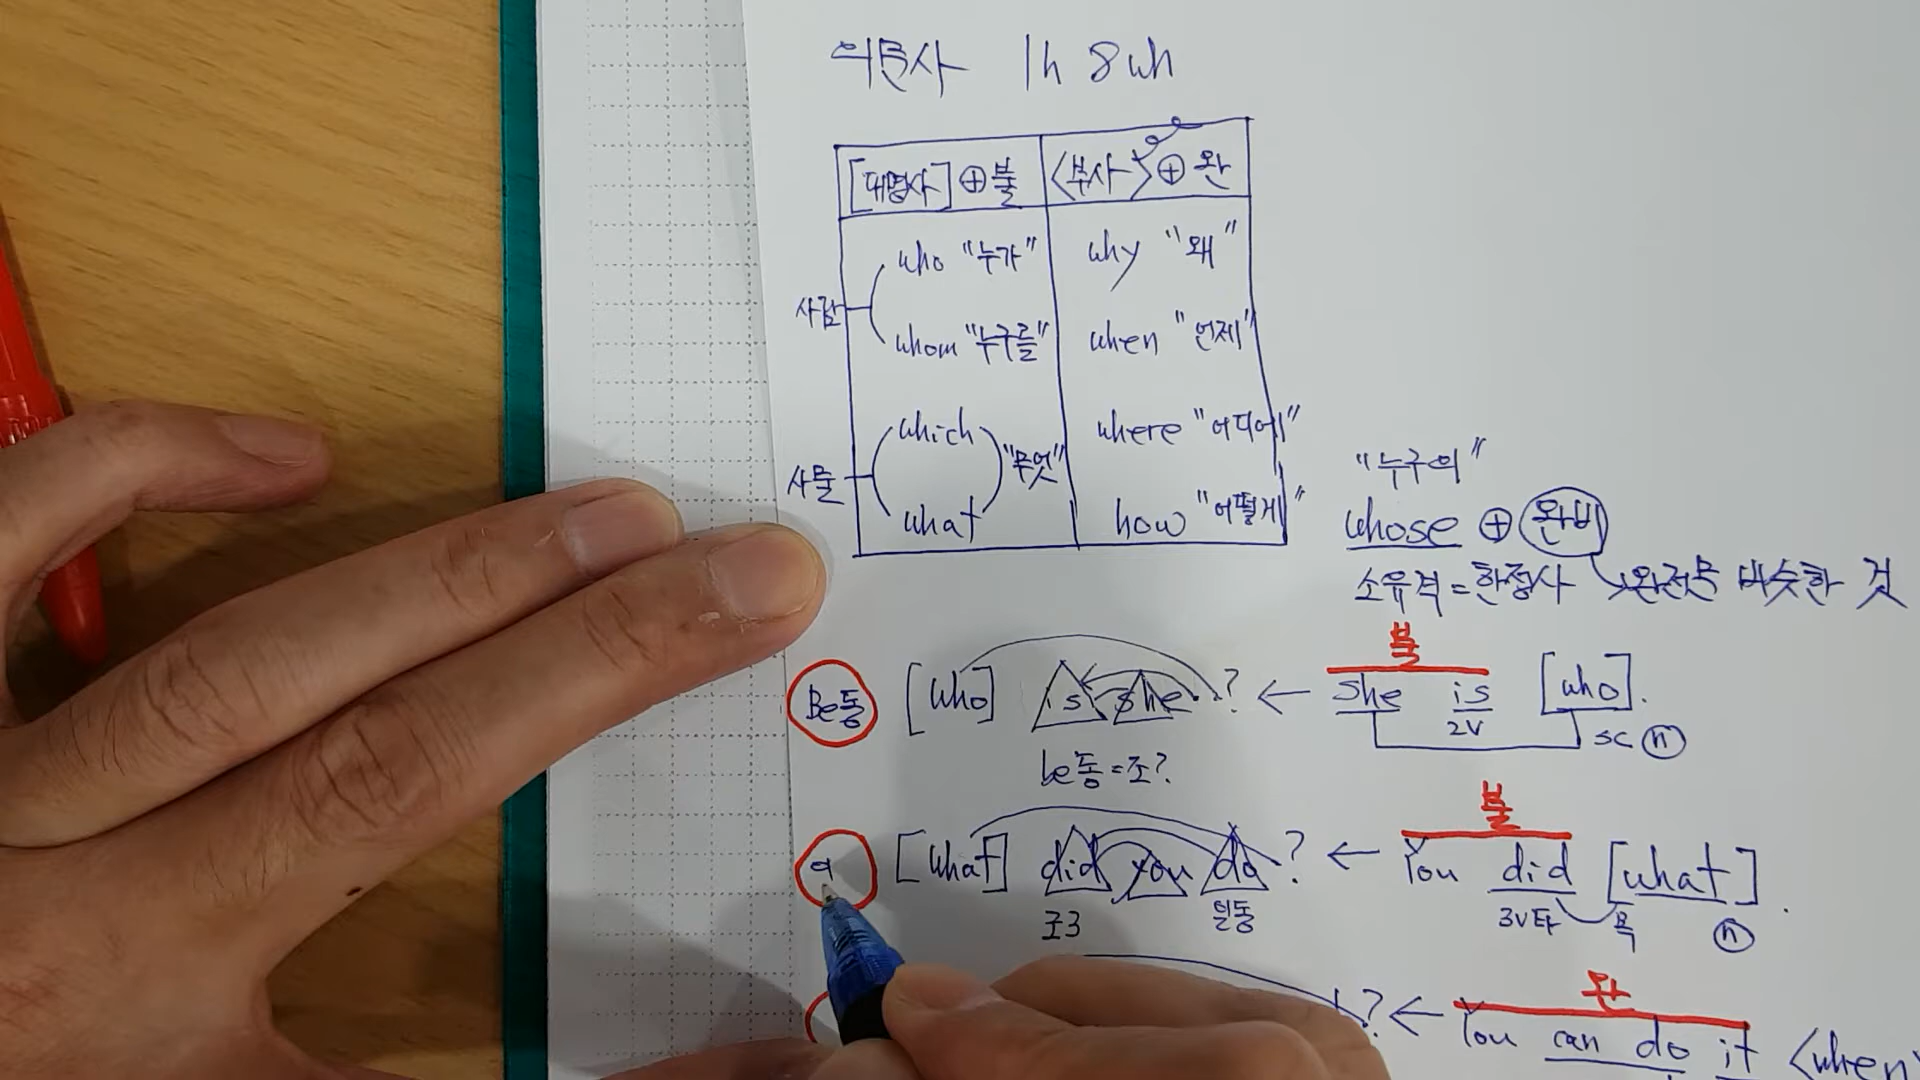 의문사 1h 8wh
[대명사] ⊕ 불 <부사> ⊕ 완
who "누가" why "왜"
사람
whom "누구를" when "언제"
which where "어디에"
사물 "무엇"
what how "어떻게"
"누구의"
whose ⊕ 완비
소유격 = 한정사 완전문 비슷한 것
불
Be동 [who] is she ? ← she is [who].
2V sc n
be동 = 조?
불
[what] did you do ? ← You did [what].
조3 일동 3V타 목 n
완
? ← You can do it <when